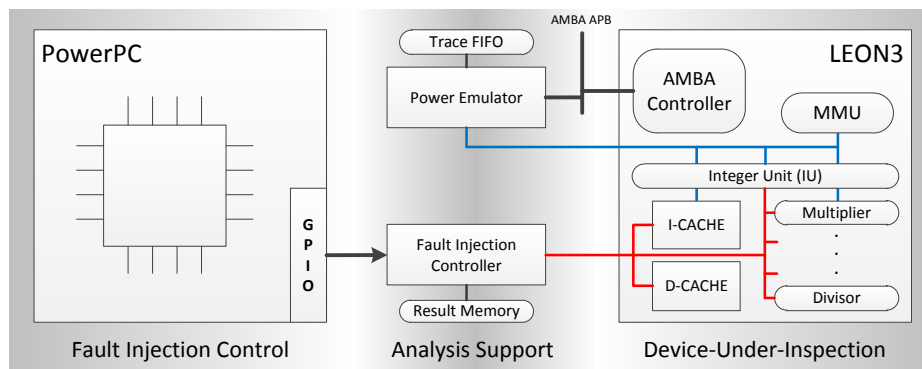 AMBA APB
PowerPC
Trace FIFO
LEON3
Power Emulator
AMBA
Controller
MMU
Integer Unit (IU)
GPIO
I-CACHE
Multiplier
Fault Injection
Controller
D-CACHE
Divisor
Result Memory
Fault Injection Control
Analysis Support
Device-Under-Inspection